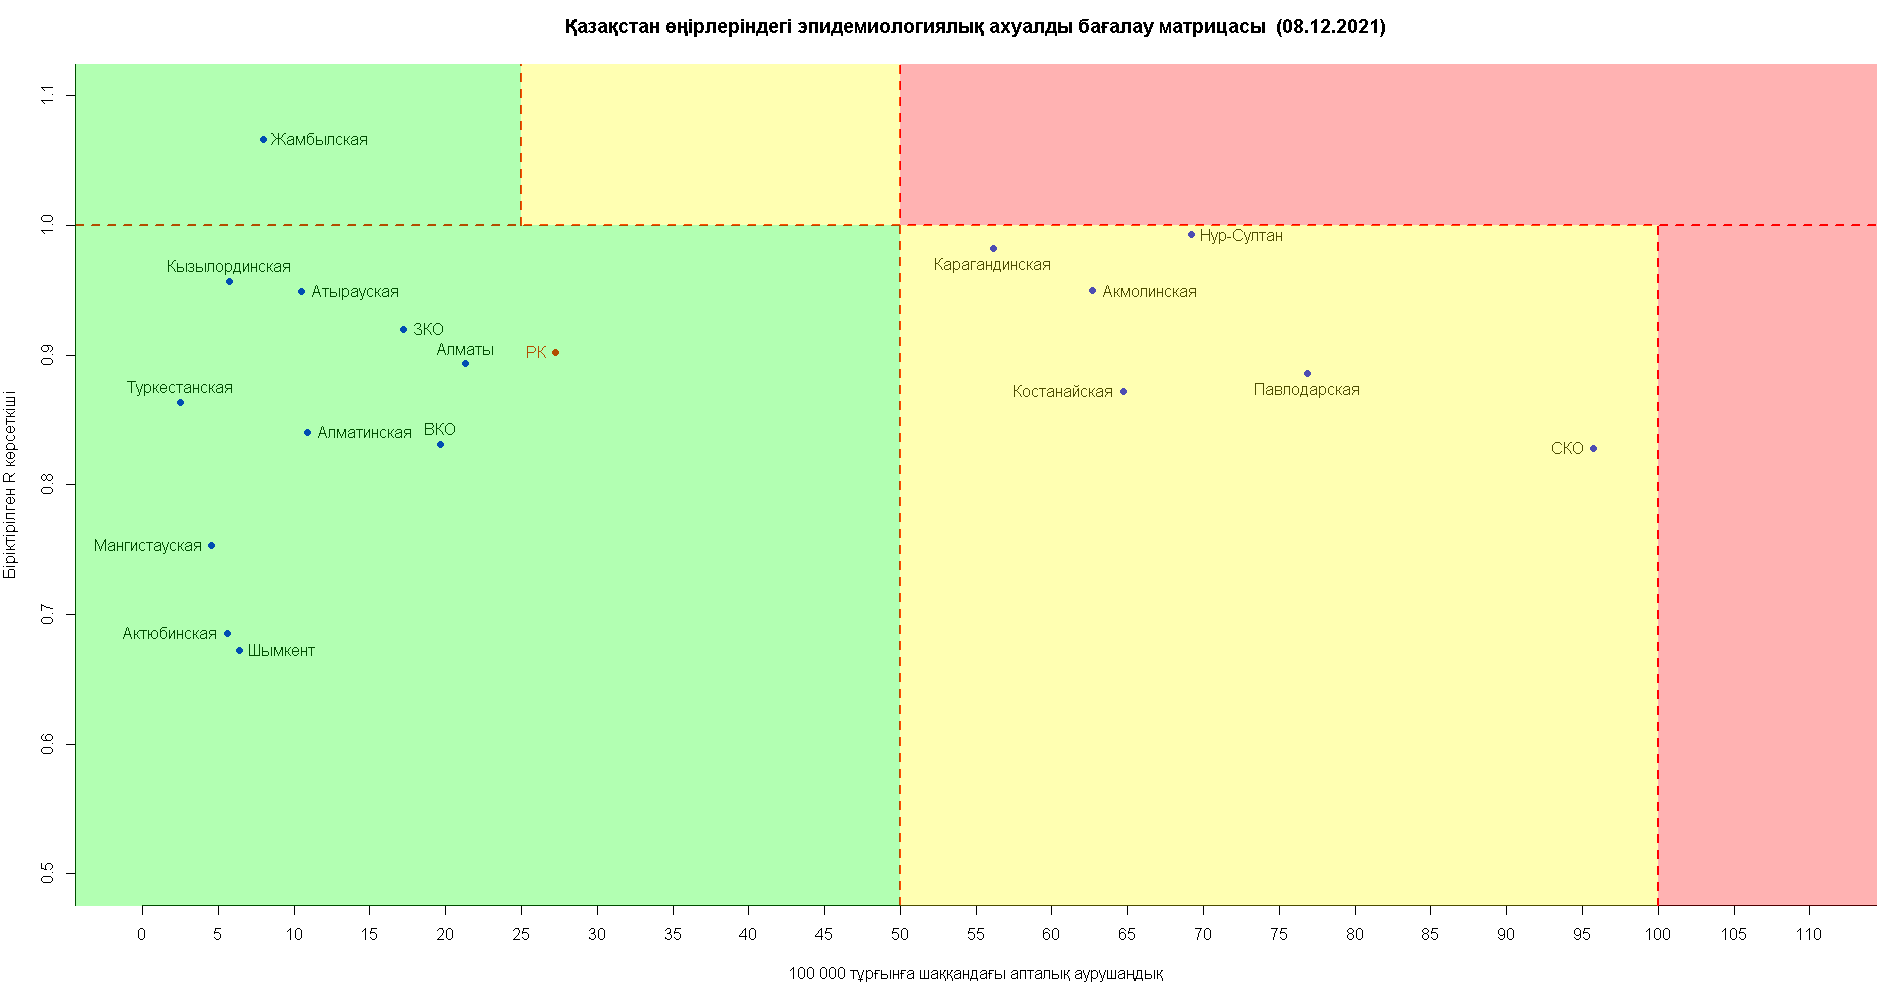 Қазақстан өңірлеріндегі эпидемиологиялық ахуалды бағалау матрицасы (08.12.2021)
Біріктірілген R көрсеткіші
1.1
1.0
0.9
0.8
0.7
0.6
0.5
Жамбылская
Нур-Султан
Карагандинская
Кызылординская
Атырауская
Акмолинская
ЗКО
Алматы
РК
Туркестанская
Костанайская
Павлодарская
Алматинская
ВКО
СКО
Мангистауская
Актюбинская
Шымкент
0 5 10 15 20 25 30 35 40 45 50 55 60 65 70 75 80 85 90 95 100 105 110
100 000 тұрғынға шаққандағы апталық аурушаңдық